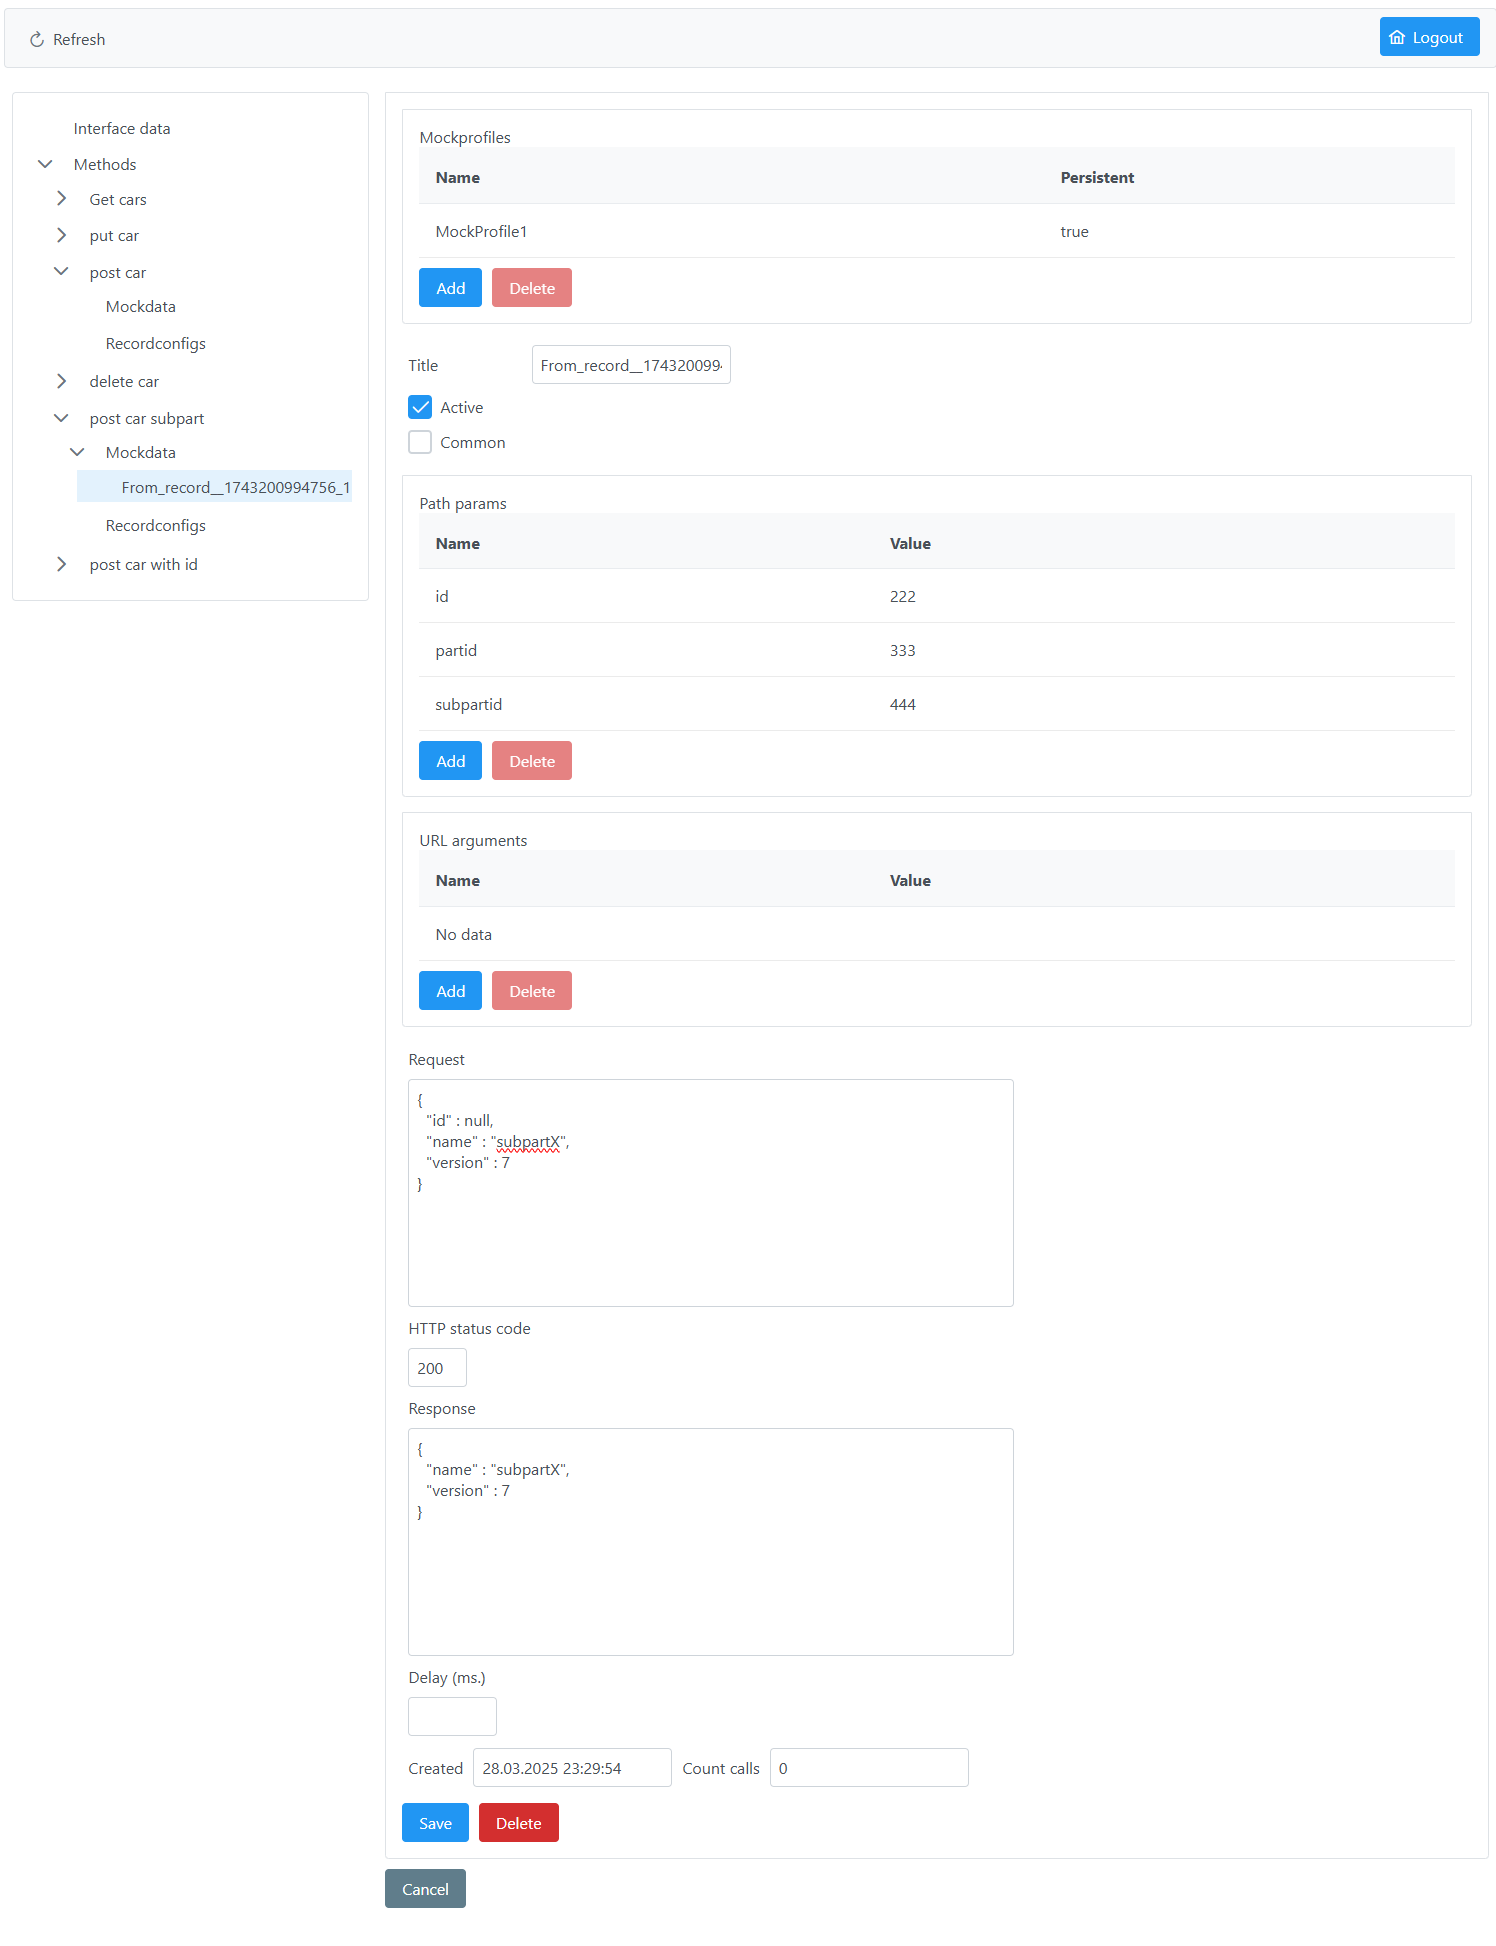 Refresh
Logout
Interface data
Methods
Get cars
put car
post car
Mockdata
Recordconfigs
delete car
post car subpart
Mockdata
From_record__1743200994756_1
Recordconfigs
post car with id
Mockprofiles
Name Persistent
MockProfile1 true
Add Delete
Title From_record__174320099
Active
Common
Path params
Name Value
id 222
partid 333
subpartid 444
Add Delete
URL arguments
Name Value
No data
Add Delete
Request
{
"id" : null,
"name" : "subpartX",
"version" : 7
}
HTTP status code
200
Response
{
"name" : "subpartX",
"version" : 7
}
Delay (ms.)
Created 28.03.2025 23:29:54 Count calls 0
Save Delete
Cancel